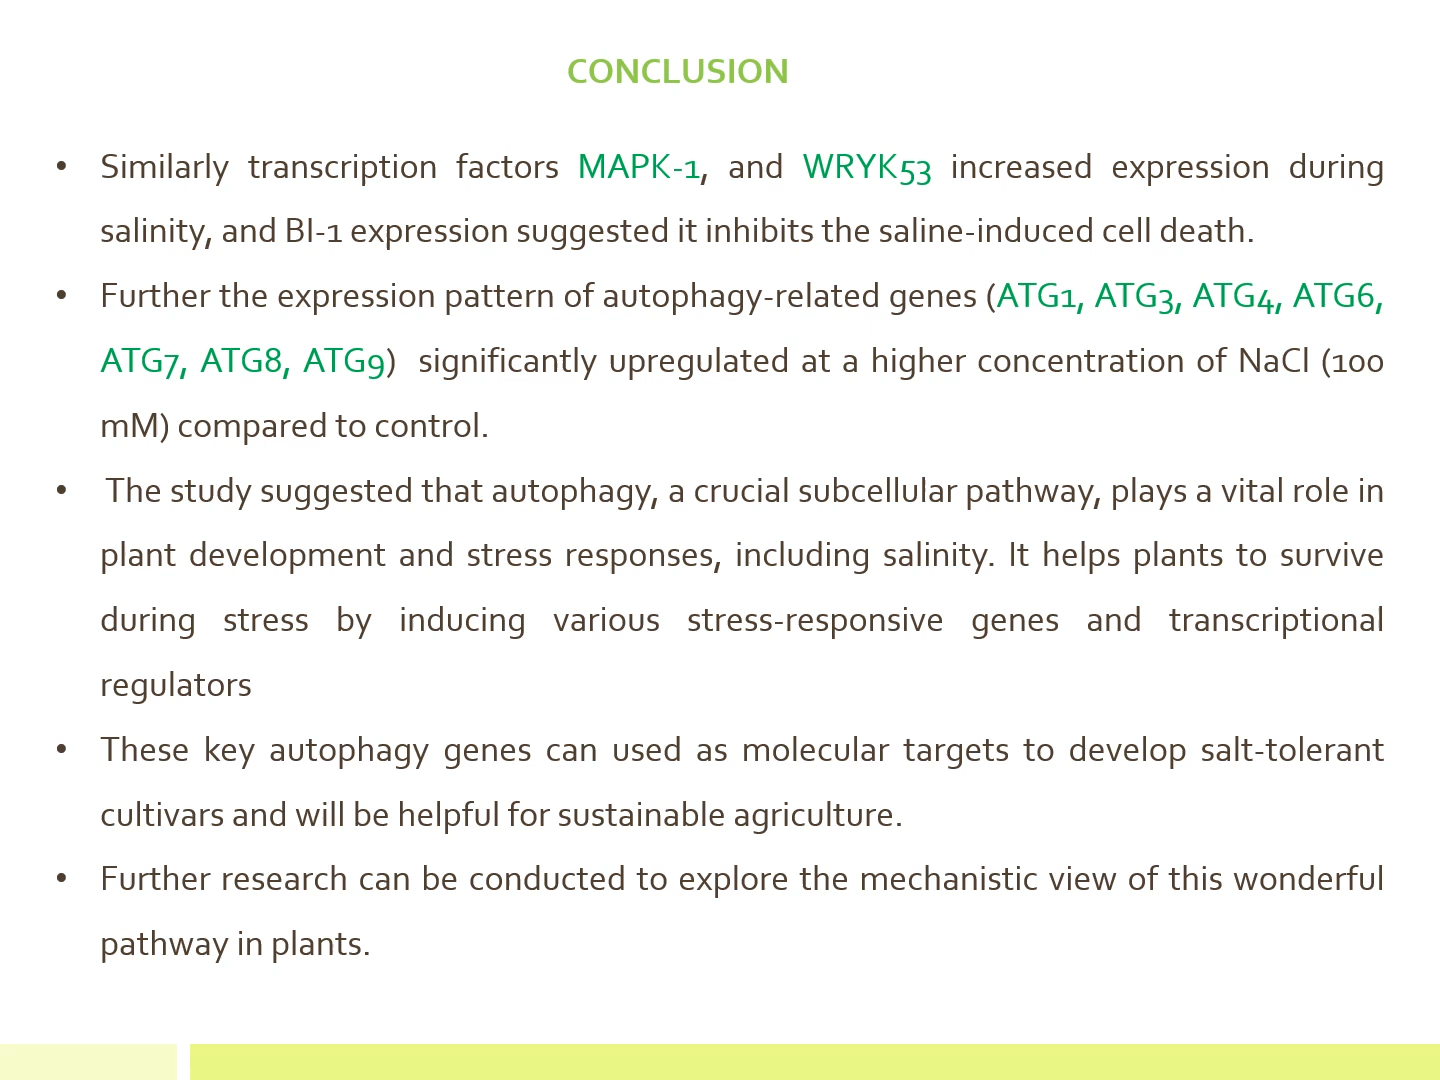 CONCLUSION
• Similarly transcription factors MAPK-1, and WRYK53 increased expression during
salinity, and BI-1 expression suggested it inhibits the saline-induced cell death.
• Further the expression pattern of autophagy-related genes (ATG1, ATG3, ATG4, ATG6,
ATG7, ATG8, ATG9) significantly upregulated at a higher concentration of NaCl (100
mM) compared to control.
• The study suggested that autophagy, a crucial subcellular pathway, plays a vital role in
plant development and stress responses, including salinity. It helps plants to survive
during stress by inducing various stress-responsive genes and transcriptional
regulators
• These key autophagy genes can used as molecular targets to develop salt-tolerant
cultivars and will be helpful for sustainable agriculture.
• Further research can be conducted to explore the mechanistic view of this wonderful
pathway in plants.